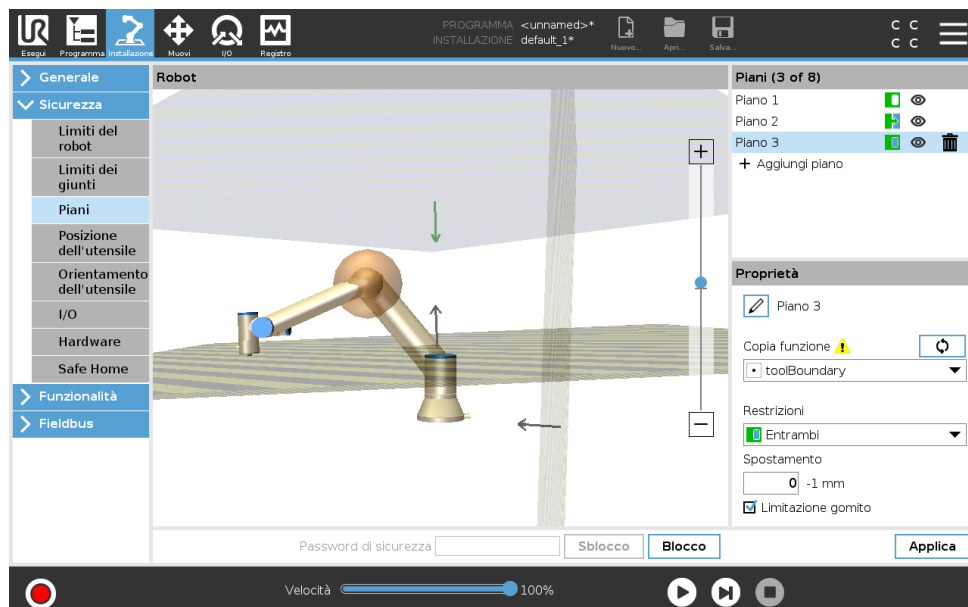 PROGRAMMA <unnamed>*
INSTALLAZIONE default_1*
Esegui Programma Installazione Muovi I/O Registro
Nuovo... Apri... Salva...
C C
C C
Generale
Sicurezza
Limiti del
robot
Limiti dei
giunti
Piani
Posizione
dell'utensile
Orientamento
dell'utensile
I/O
Hardware
Safe Home
Funzionalità
Fieldbus
Robot
Piani (3 of 8)
Piano 1
Piano 2
Piano 3
+ Aggiungi piano
Proprietà
Piano 3
Copia funzione
toolBoundary
Restrizioni
Entrambi
Spostamento
0 -1 mm
Limitazione gomito
Password di sicurezza Sblocco Blocco Applica
Velocità 100%